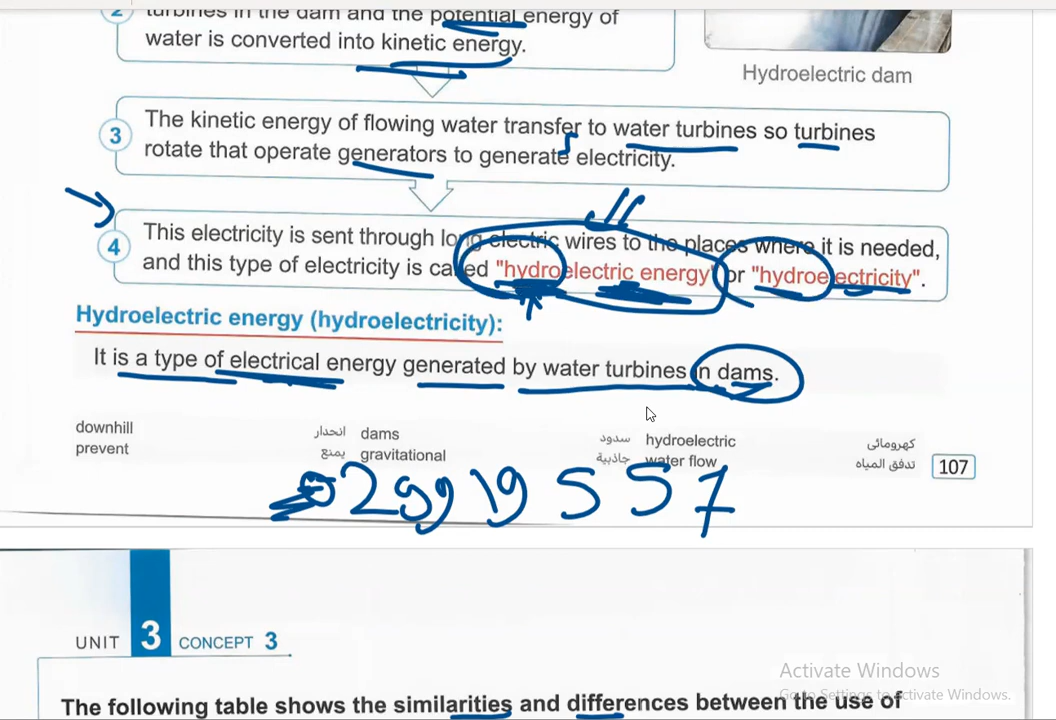 2 turbines in the dam and the potential energy of
water is converted into kinetic energy.
Hydroelectric dam
3 The kinetic energy of flowing water transfer to water turbines so turbines
s
rotate that operate generators to generate electricity.
4 This electricity is sent through long electric wires to the places where it is needed,
and this type of electricity is called "hydroelectric energy" or "hydroelectricity".
Hydroelectric energy (hydroelectricity):
It is a type of electrical energy generated by water turbines in dams.
downhill انحدار dams سدود hydroelectric كهرومائى
prevent يمنع gravitational جاذبية water flow تدفق المياه 107
299 19 5 5 7
UNIT 3 CONCEPT 3
Activate Windows
Go to Settings to activate Windows.
The following table shows the similarities and differences between the use of